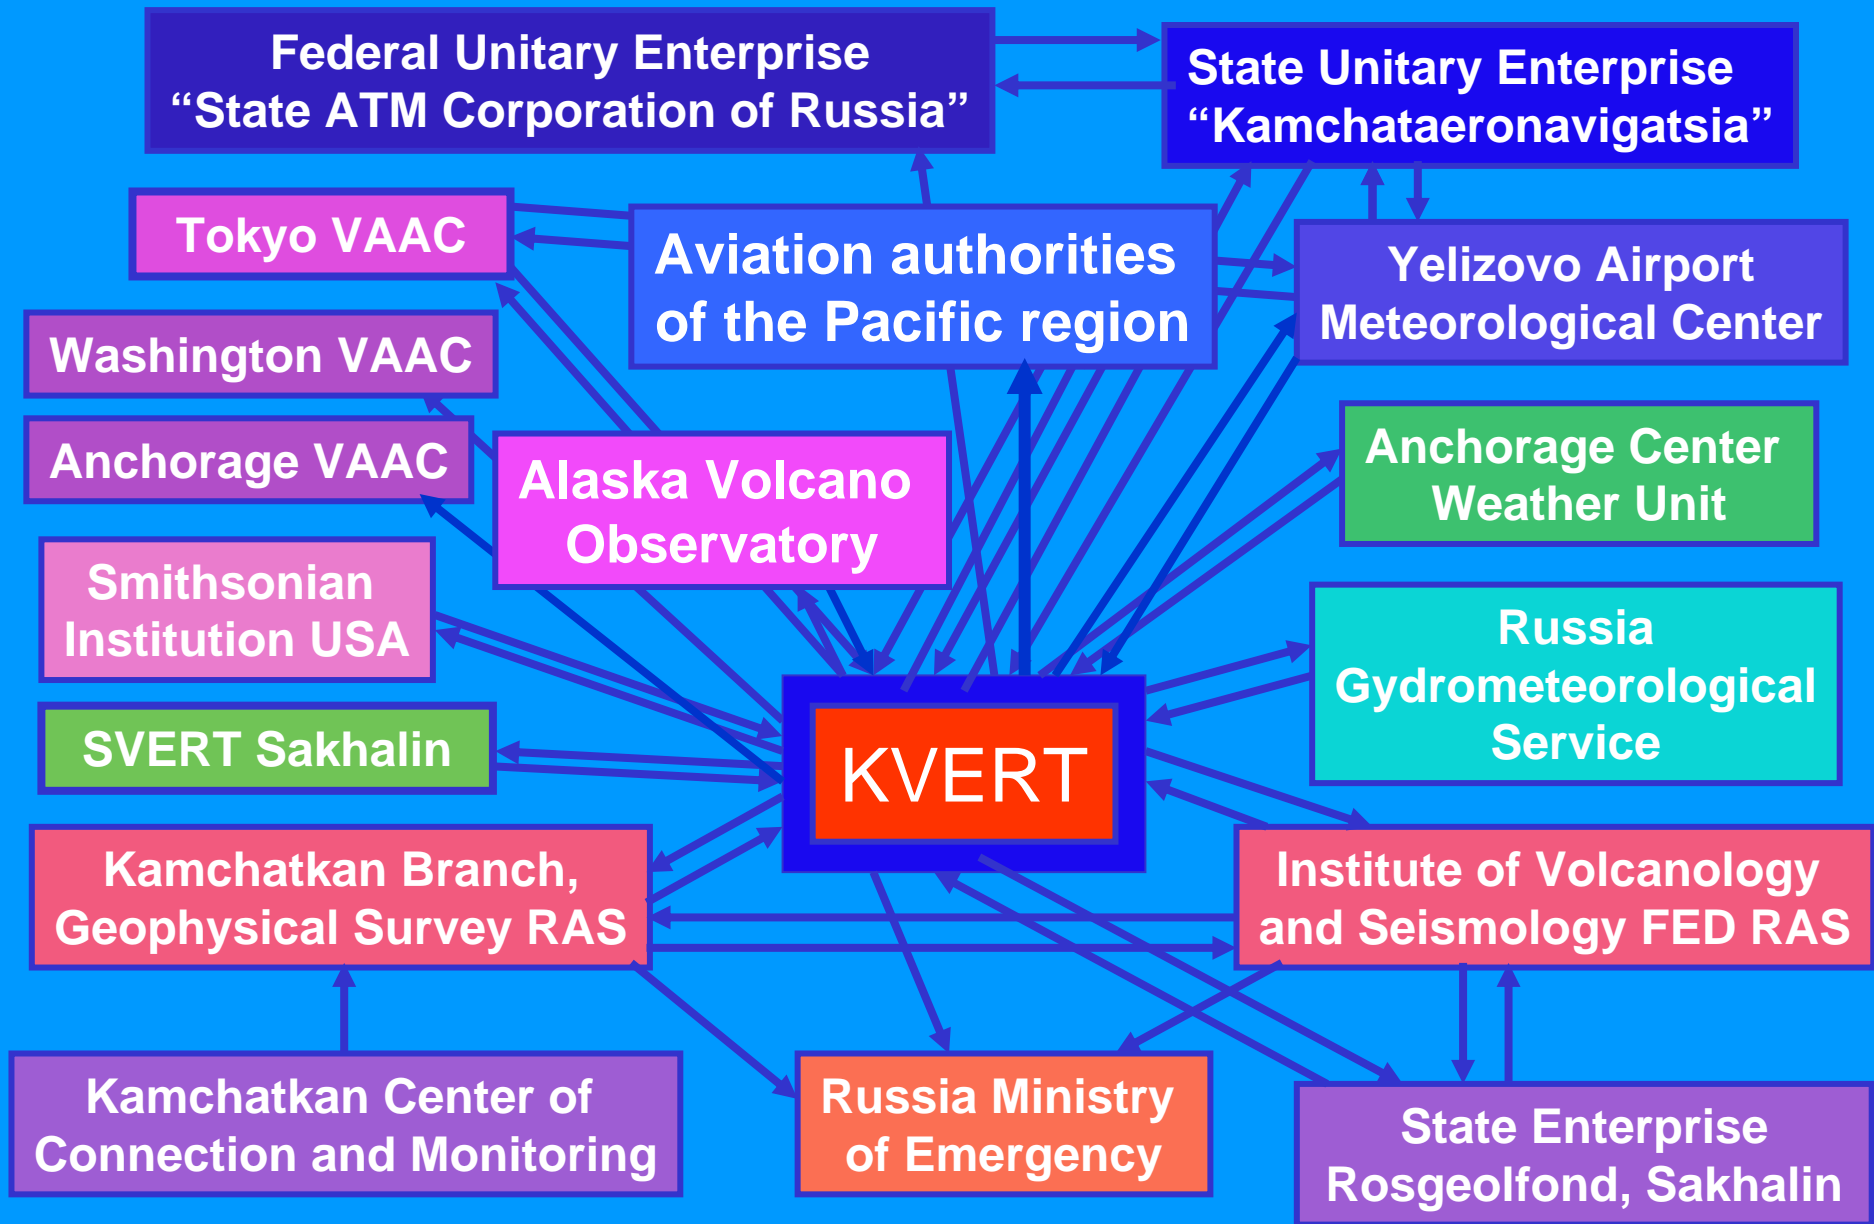 Federal Unitary Enterprise
“State ATM Corporation of Russia”
State Unitary Enterprise
“Kamchataeronavigatsia”
Tokyo VAAC
Aviation authorities
of the Pacific region
Yelizovo Airport
Meteorological Center
Washington VAAC
Anchorage VAAC
Alaska Volcano
Observatory
Anchorage Center
Weather Unit
Smithsonian
Institution USA
Russia
Gydrometeorological
Service
SVERT Sakhalin
KVERT
Kamchatkan Branch,
Geophysical Survey RAS
Institute of Volcanology
and Seismology FED RAS
Kamchatkan Center of
Connection and Monitoring
Russia Ministry
of Emergency
State Enterprise
Rosgeolfond, Sakhalin